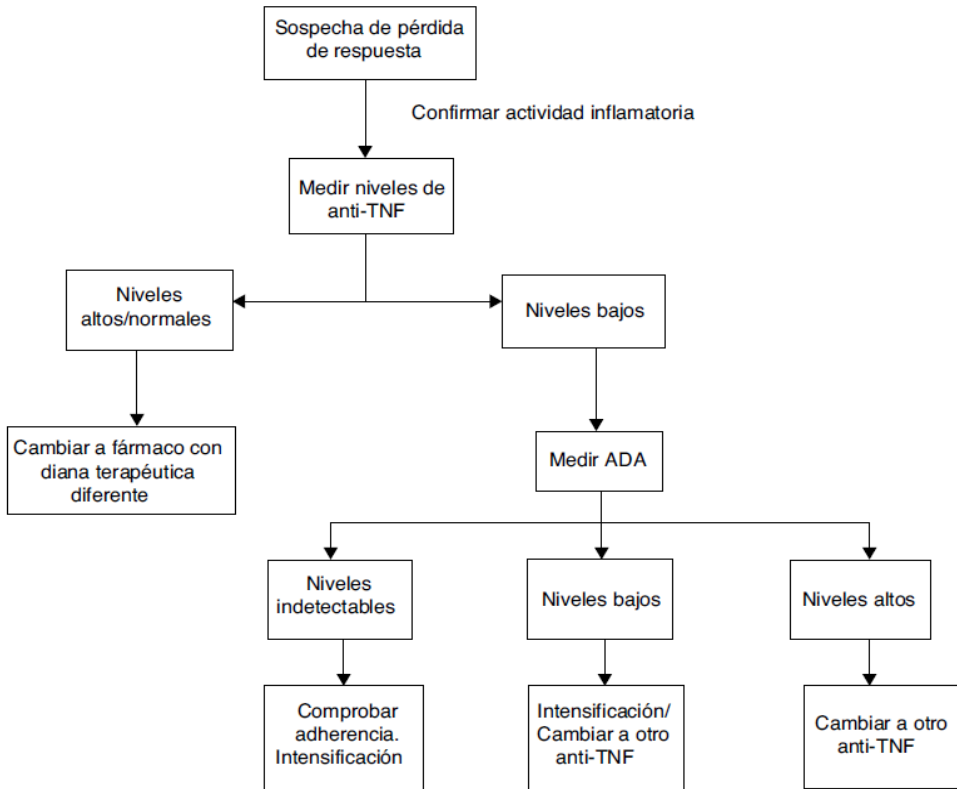 Sospecha de pérdida
de respuesta
Confirmar actividad inflamatoria
Medir niveles de
anti-TNF
Niveles
altos/normales
Niveles bajos
Cambiar a fármaco con
diana terapéutica
diferente
Medir ADA
Niveles
indetectables
Niveles bajos
Niveles altos
Comprobar
adherencia.
Intensificación
Intensificación/
Cambiar a otro
anti-TNF
Cambiar a otro
anti-TNF